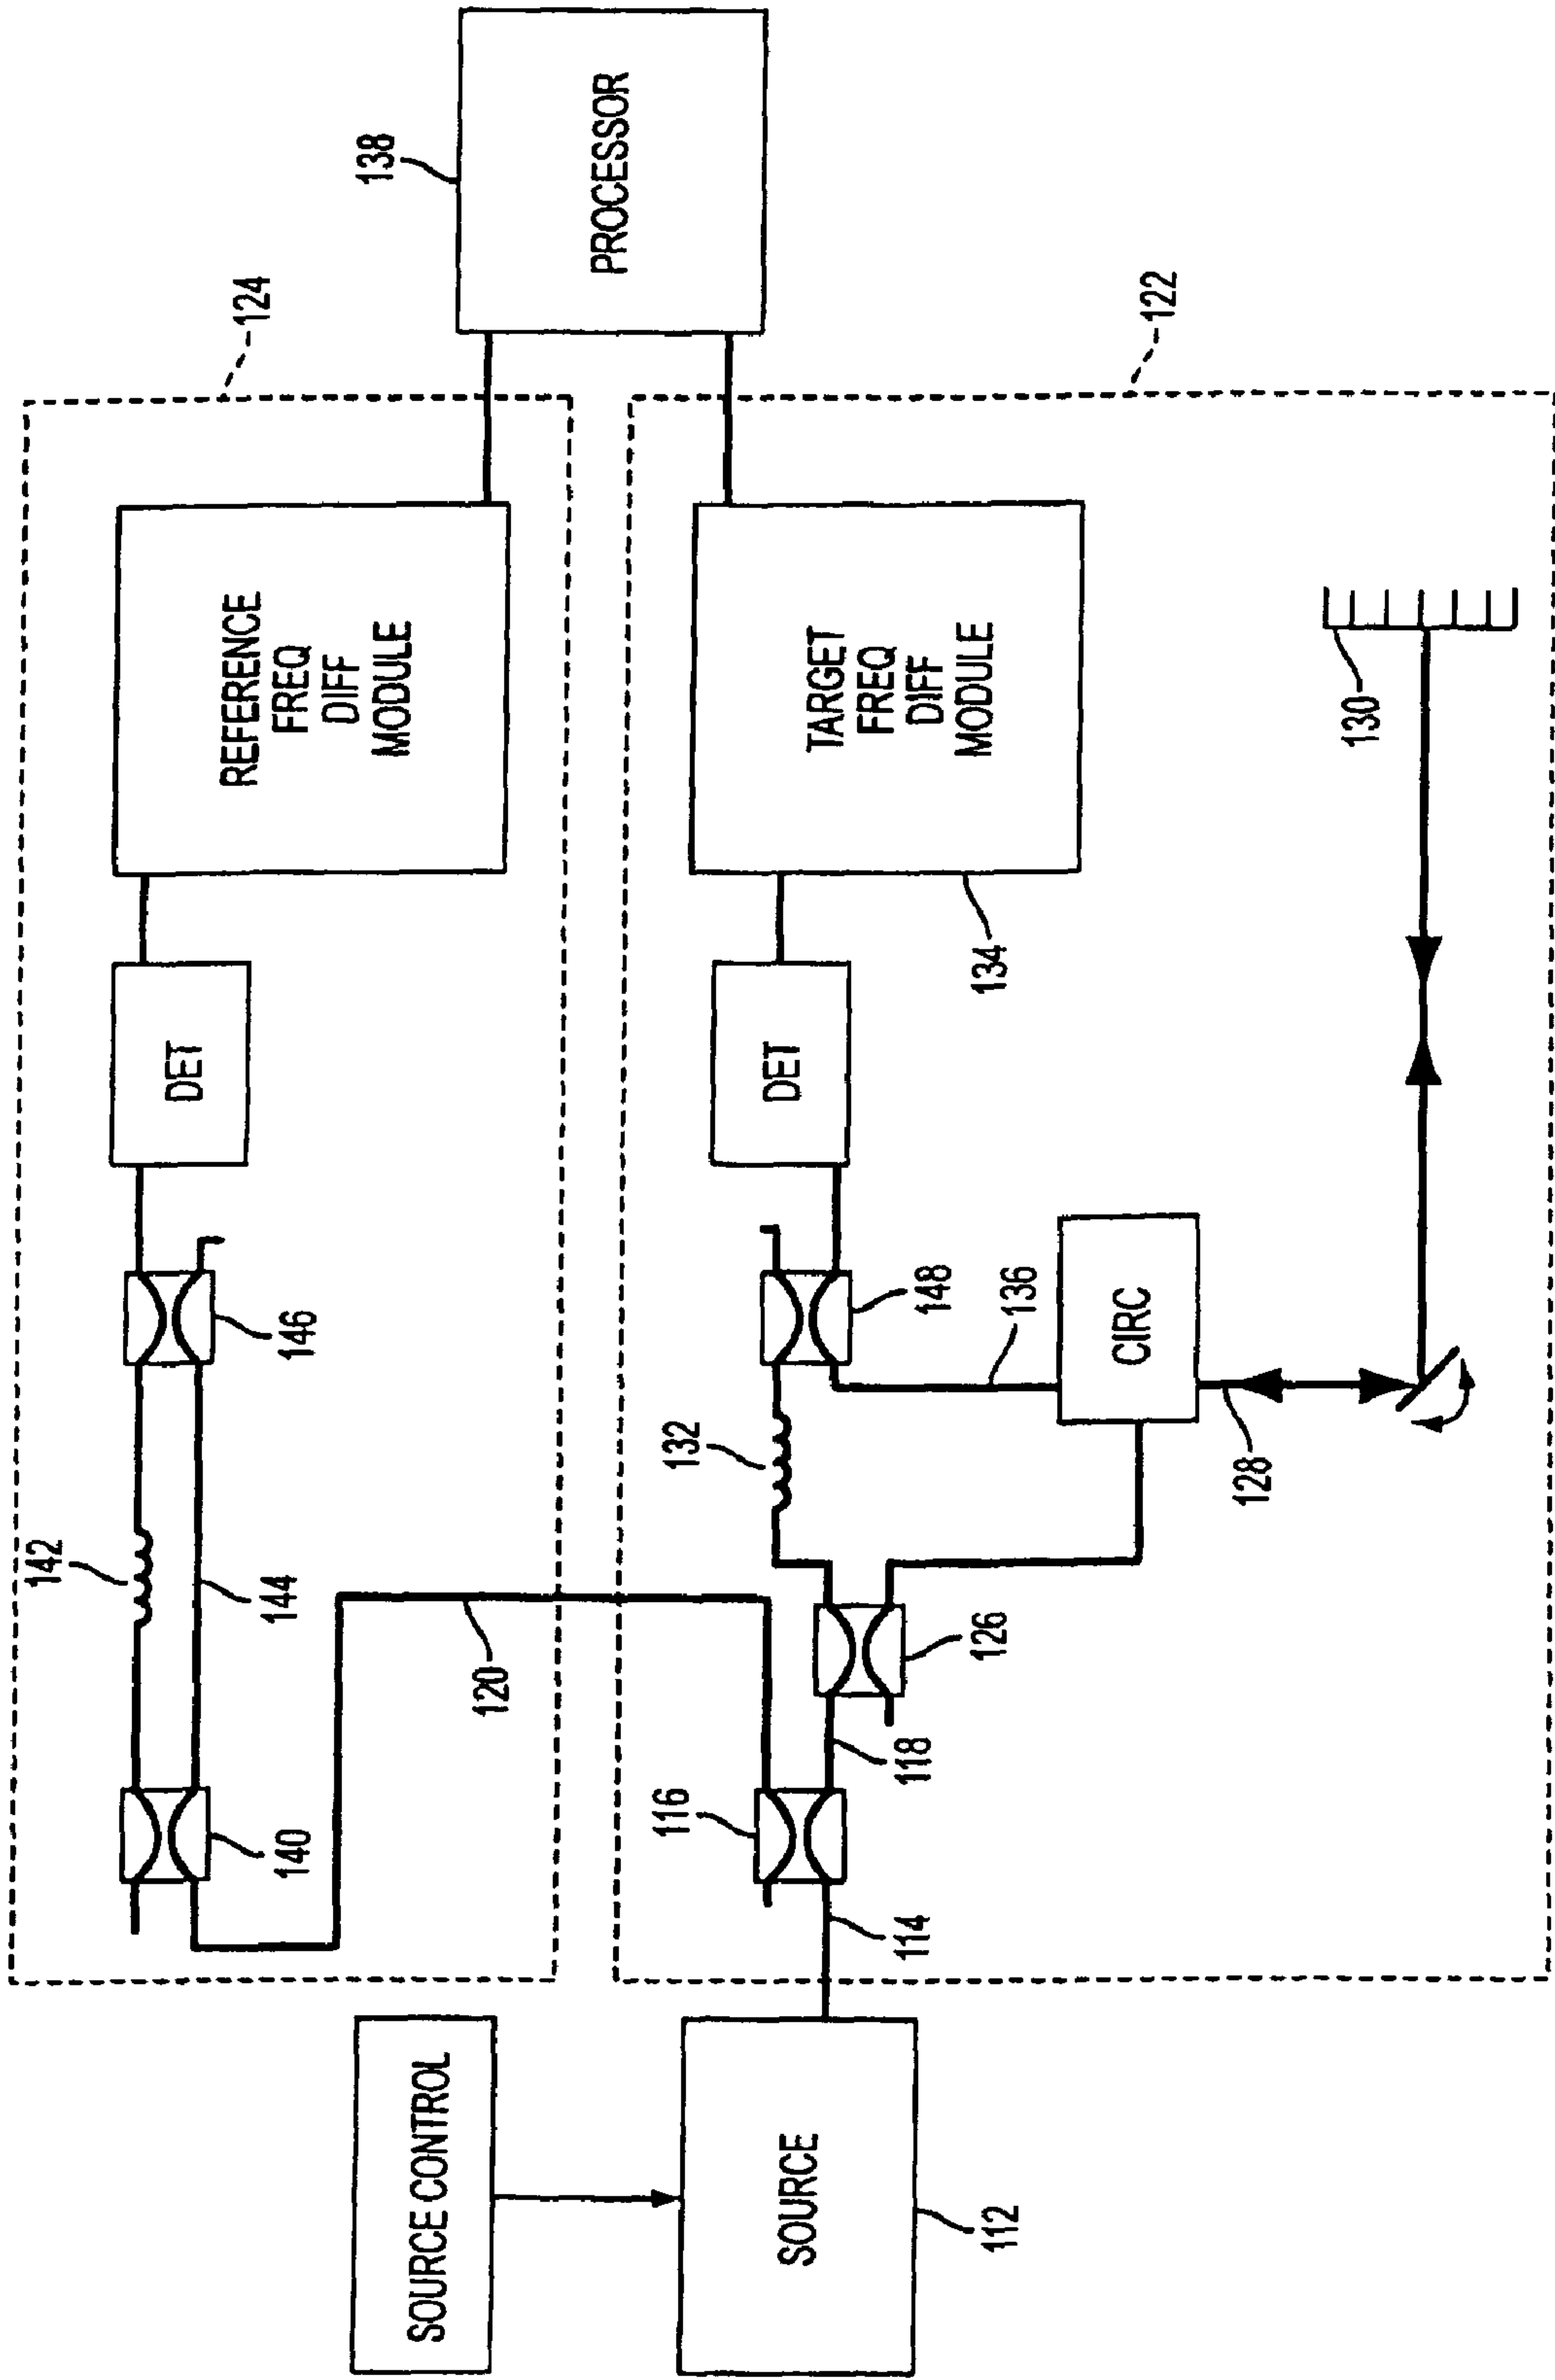 124
142
144
140
146
DET
REFERENCE
FREQ
DIFF
MODULE
138
PROCESSOR
SOURCE CONTROL
SOURCE
112
120
122
114
116
118
126
132
148
136
CIRC
128
DET
TARGET
FREQ
DIFF
MODULE
134
130